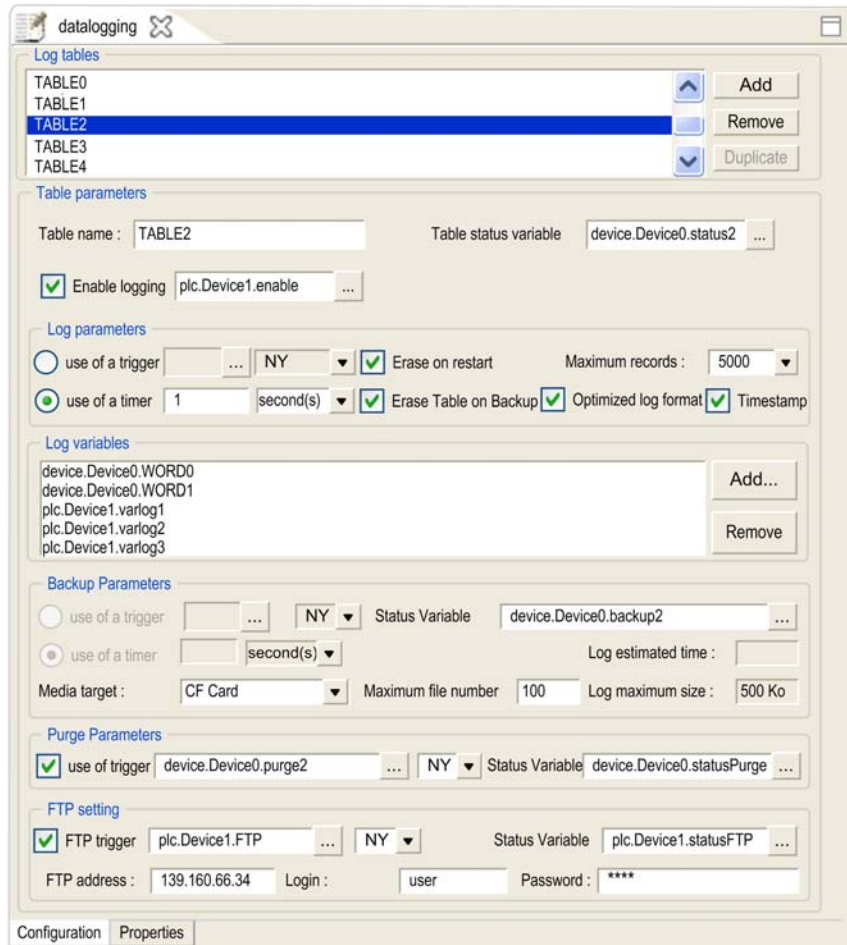 datalogging
Log tables
TABLE0
TABLE1
TABLE2
TABLE3
TABLE4
Add
Remove
Duplicate
Table parameters
Table name : TABLE2 Table status variable device.Device0.status2 ...
Enable logging plc.Device1.enable ...
Log parameters
use of a trigger ... NY Erase on restart Maximum records : 5000
use of a timer 1 second(s) Erase Table on Backup Optimized log format Timestamp
Log variables
device.Device0.WORD0
device.Device0.WORD1
plc.Device1.varlog1
plc.Device1.varlog2
plc.Device1.varlog3
Add...
Remove
Backup Parameters
use of a trigger ... NY Status Variable device.Device0.backup2 ...
use of a timer second(s) Log estimated time :
Media target : CF Card Maximum file number 100 Log maximum size : 500 Ko
Purge Parameters
use of trigger device.Device0.purge2 ... NY Status Variable device.Device0.statusPurge ...
FTP setting
FTP trigger plc.Device1.FTP ... NY Status Variable plc.Device1.statusFTP ...
FTP address : 139.160.66.34 Login : user Password : ****
Configuration Properties